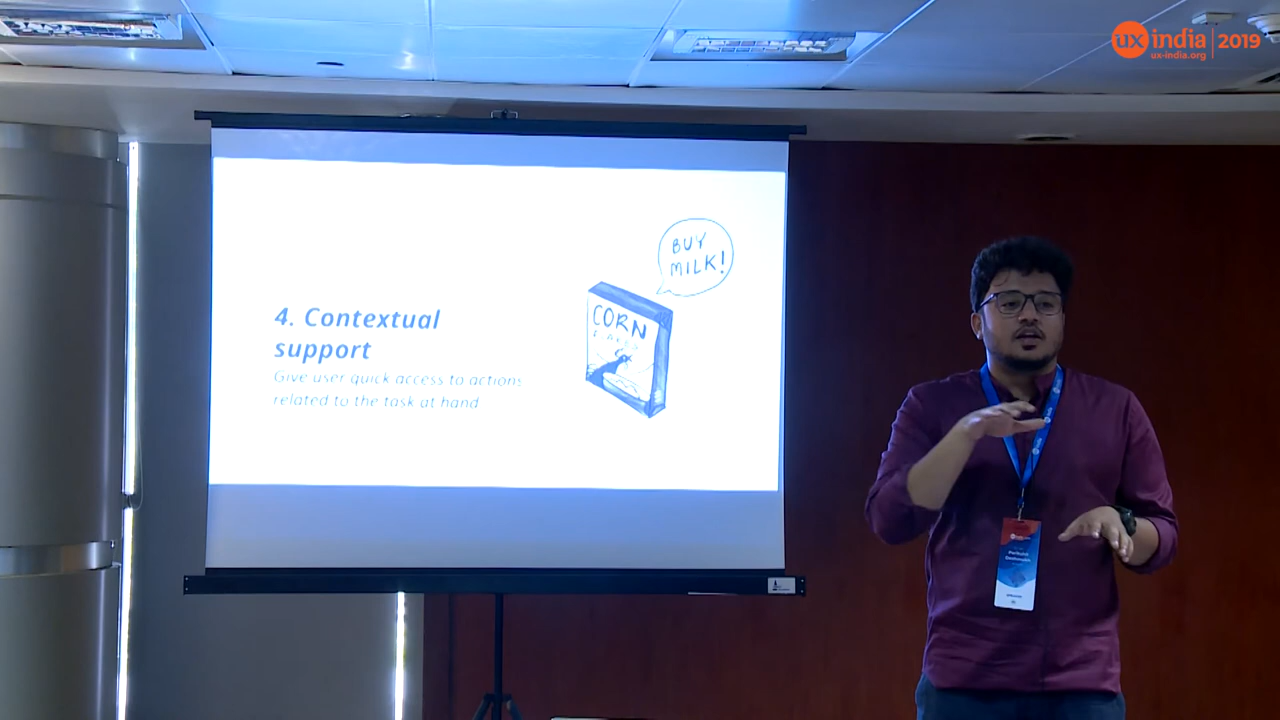 ux india | 2019
ux-india.org
BUY
MILK!
CORN
4. Contextual
support
Give user quick access to actions
related to the task at hand